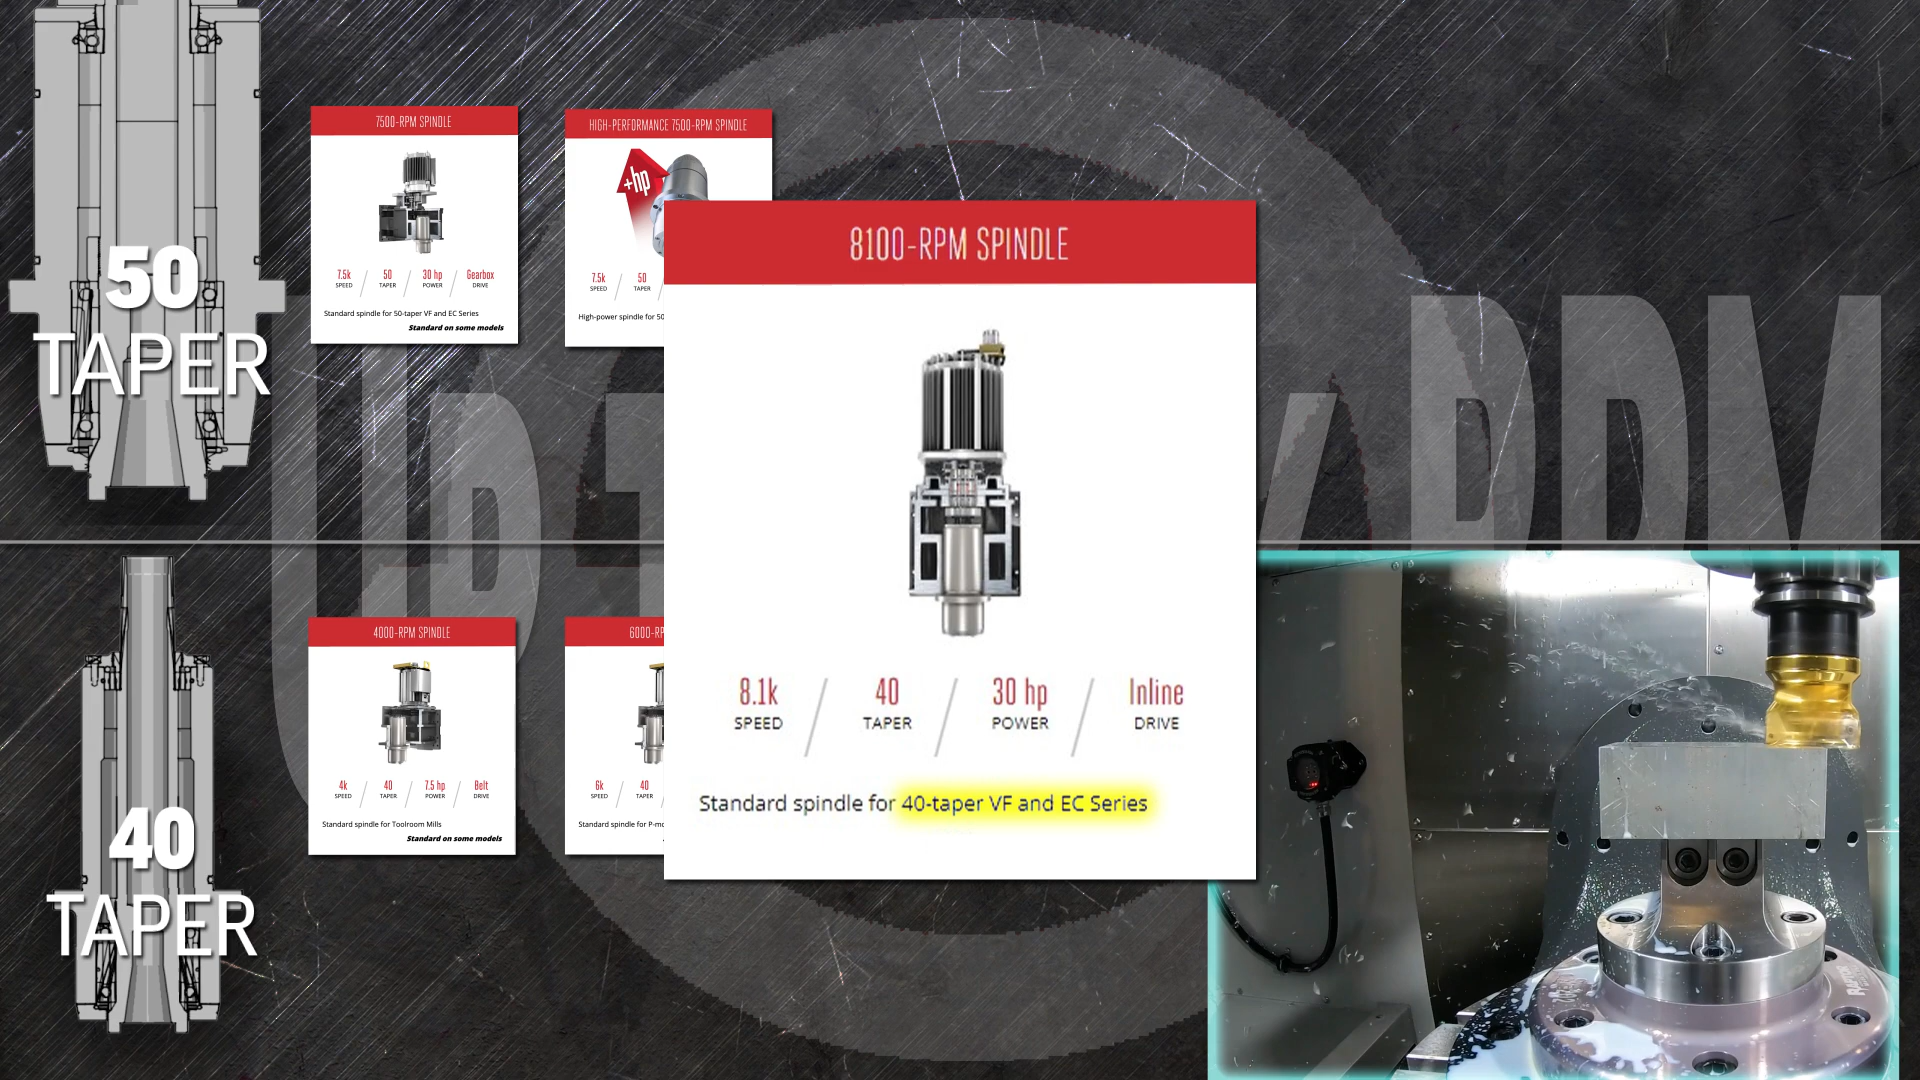 50
TAPER
7500-RPM SPINDLE
7.5k
50
30 hp
Gearbox
SPEED
TAPER
POWER
DRIVE
Standard spindle for 50-taper VF and EC Series
Standard on some models
HIGH-PERFORMANCE 7500-RPM SPINDLE
+hp
7.5k
50
SPEED
TAPER
High-power spindle for 50
8100-RPM SPINDLE
8.1k
40
30 hp
Inline
SPEED
TAPER
POWER
DRIVE
Standard spindle for 40-taper VF and EC Series
RPM
40
TAPER
4000-RPM SPINDLE
4k
40
7.5 hp
Belt
SPEED
TAPER
POWER
DRIVE
Standard spindle for Toolroom Mills
Standard on some models
6k
40
SPEED
TAPER